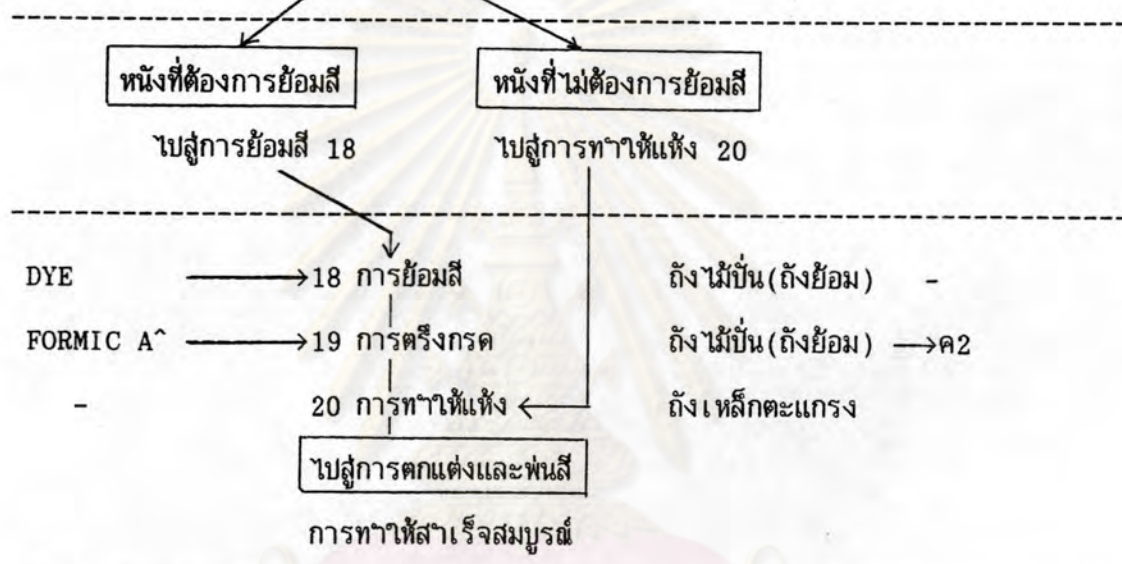 หนังที่ต้องการย้อมสี หนังที่ไม่ต้องการย้อมสี
ไปสู่การย้อมสี 18 ไปสู่การทำให้แห้ง 20
DYE 18 การย้อมสี ถังไม้ปั่น(ถังย้อม) -
FORMIC A^ 19 การตรึงกรด ถังไม้ปั่น(ถังย้อม) ค2
- 20 การทำให้แห้ง ถังเหล็กตะแกรง
ไปสู่การตกแต่งและพ่นสี
การทำให้สำเร็จสมบูรณ์